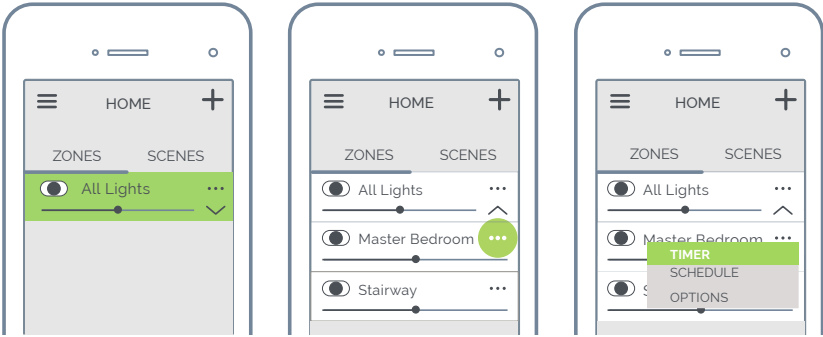 HOME
ZONES SCENES
All Lights
HOME
ZONES SCENES
All Lights
Master Bedroom
Stairway
HOME
ZONES SCENES
All Lights
Master Bedroom
TIMER
SCHEDULE
S
OPTIONS